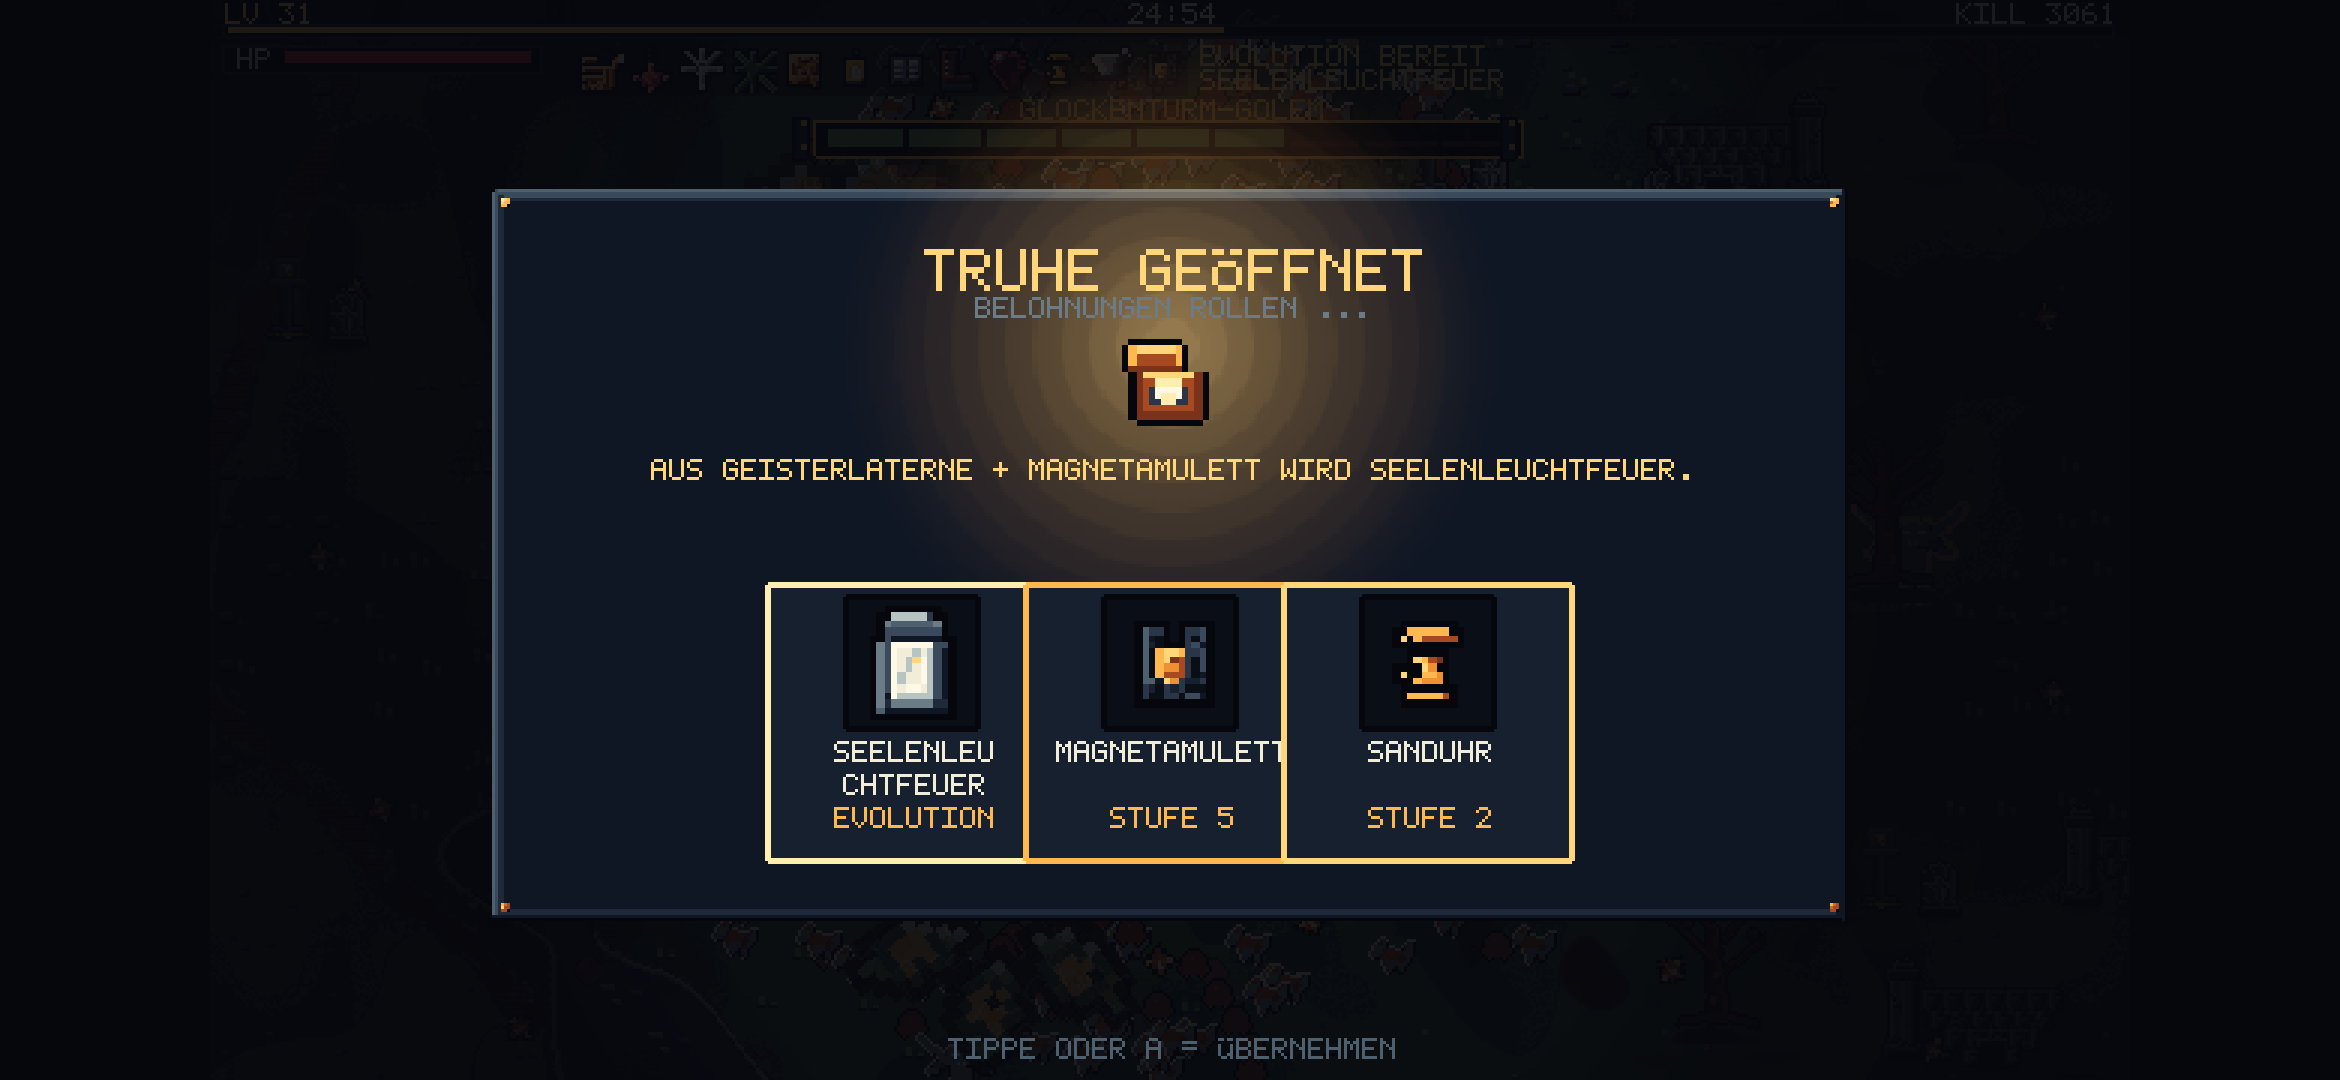 LV 31
24:54
KILL 3061
HP
EVOLUTION BEREIT
SEELENLEUCHTFEUER
GLOCKENTURM-GOLEM
TRUHE GEöFFNET
BELOHNUNGEN ROLLEN ...
AUS GEISTERLATERNE + MAGNETAMULETT WIRD SEELENLEUCHTFEUER.
SEELENLEU
CHTFEUER
EVOLUTION
MAGNETAMULETT
STUFE 5
SANDUHR
STUFE 2
TIPPE ODER A = üBERNEHMEN